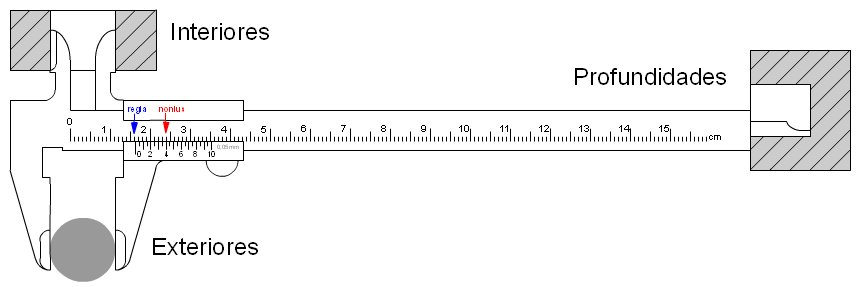 Interiores
Profundidades
regla nonius
0 1 2 3 4 5 6 7 8 9 10 11 12 13 14 15 cm
0 2 4 6 8 10 0,05mm
Exteriores